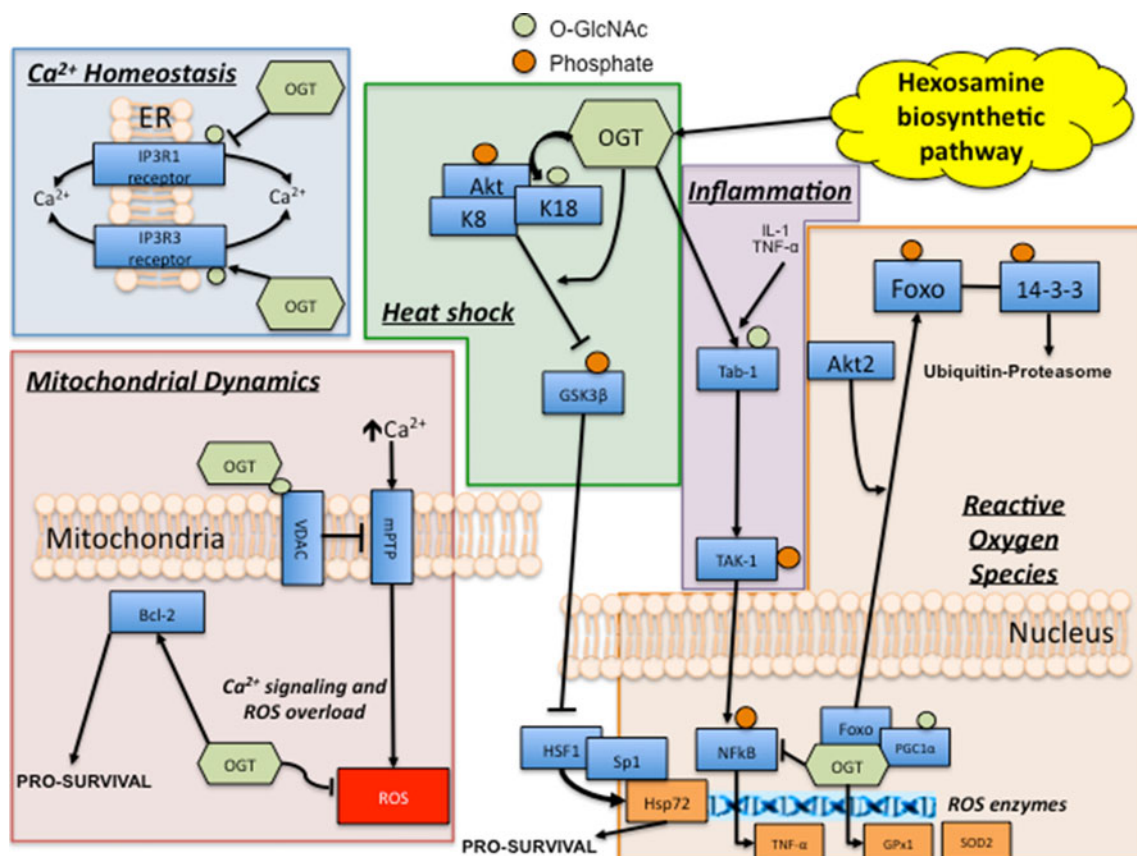 O-GlcNAc
Phosphate
Hexosamine
biosynthetic
pathway
Ca²⁺ Homeostasis
OGT
ER
IP3R1
receptor
Ca²⁺
Ca²⁺
IP3R3
receptor
OGT
OGT
Akt
K8
K18
Heat shock
GSK3β
Inflammation
IL-1
TNF-α
Tab-1
TAK-1
Foxo
14-3-3
Akt2
Ubiquitin-Proteasome
Reactive
Oxygen
Species
Mitochondrial Dynamics
Ca²⁺
OGT
Mitochondria
VDAC
mPTP
Bcl-2
Ca²⁺ signaling and
ROS overload
PRO-SURVIVAL
OGT
ROS
Nucleus
HSF1
Sp1
Hsp72
PRO-SURVIVAL
NFkB
Foxo
PGC1α
OGT
ROS enzymes
TNF-α
GPx1
SOD2